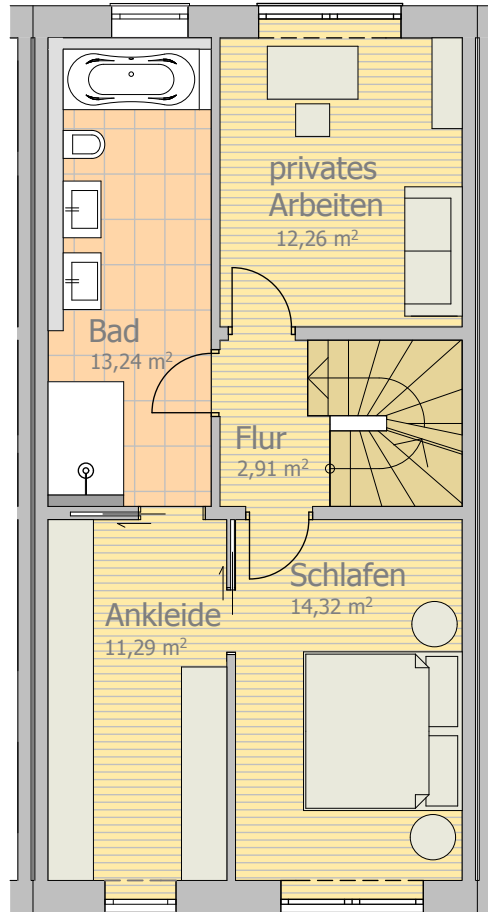 privates
Arbeiten
12,26 m²
Bad
13,24 m²
Flur
2,91 m²
Schlafen
14,32 m²
Ankleide
11,29 m²